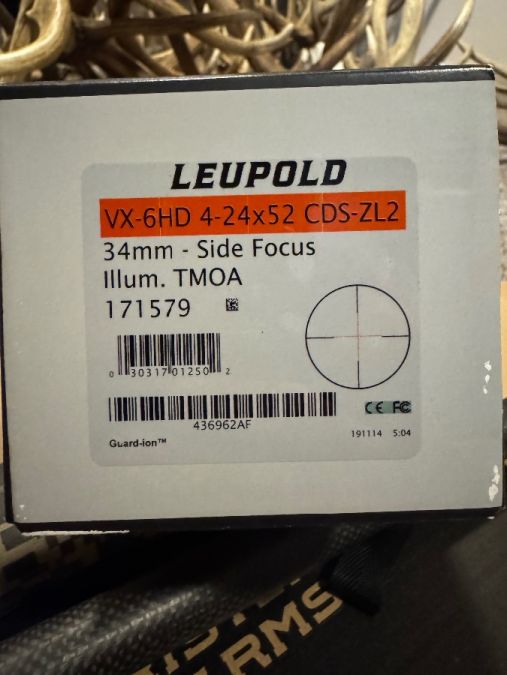 LEUPOLD
VX-6HD 4-24x52 CDS-ZL2
34mm - Side Focus
Illum. TMOA
171579
0 30317 01250 2
436962AF
CE FC
Guard-ion™
191114 5:04
RMS